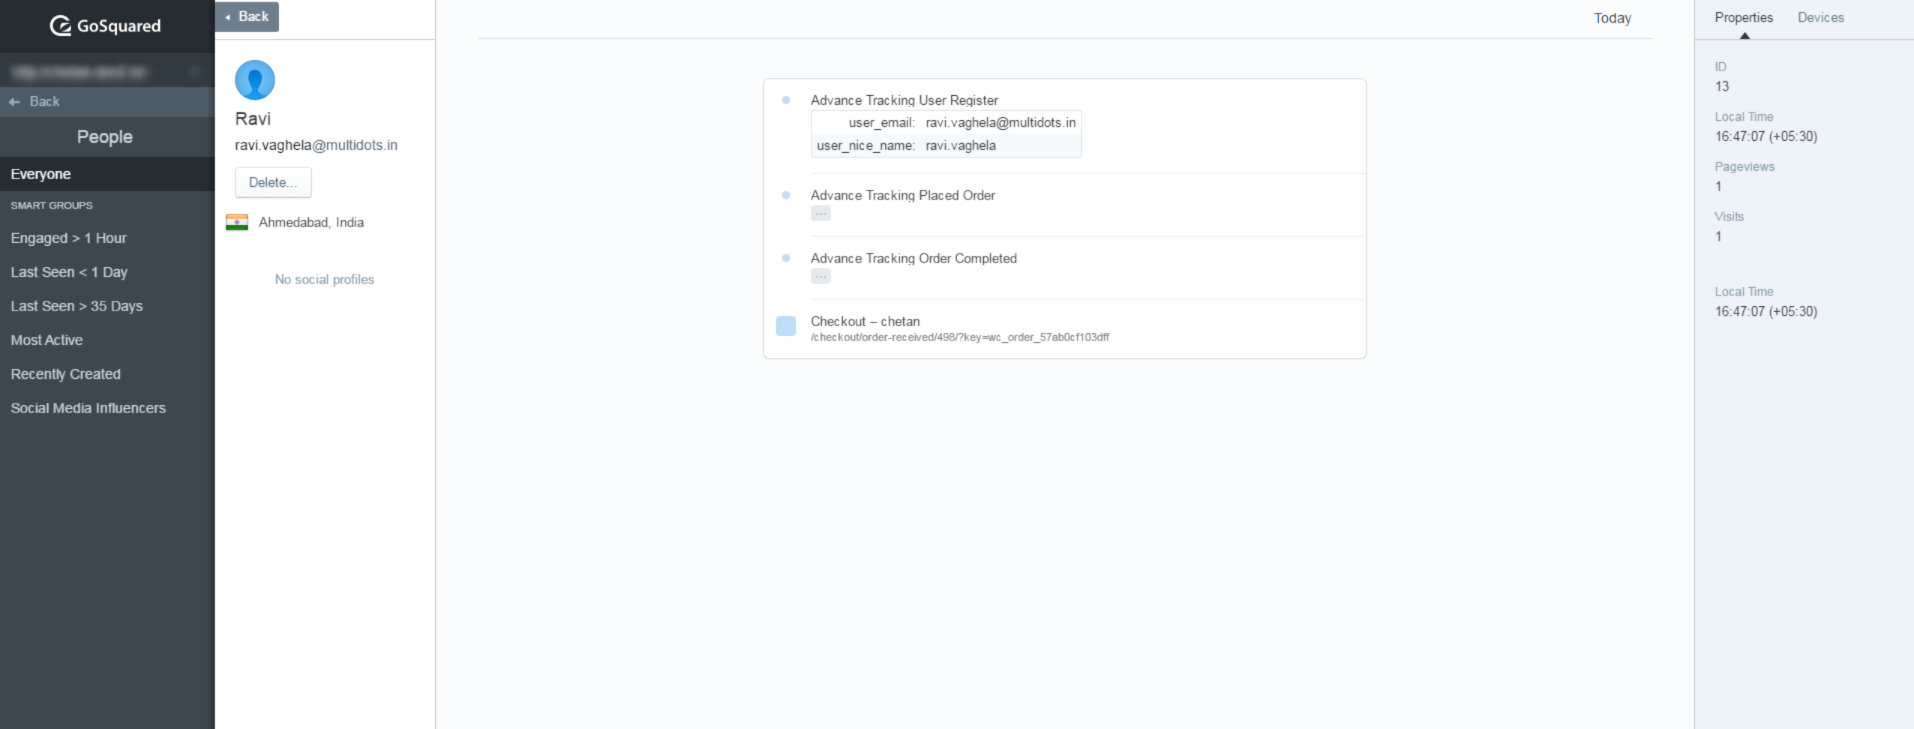 GoSquared
Back
People
Everyone
SMART GROUPS
Engaged > 1 Hour
Last Seen < 1 Day
Last Seen > 35 Days
Most Active
Recently Created
Social Media Influencers
Back
Ravi
ravi.vaghela@multidots.in
Delete...
Ahmedabad, India
No social profiles
Today
Advance Tracking User Register
user_email: ravi.vaghela@multidots.in
user_nice_name: ravi.vaghela
Advance Tracking Placed Order
...
Advance Tracking Order Completed
...
Checkout – chetan
/checkout/order-received/498/?key=wc_order_57ab0cf103dff
Properties Devices
ID
13
Local Time
16:47:07 (+05:30)
Pageviews
1
Visits
1
Local Time
16:47:07 (+05:30)